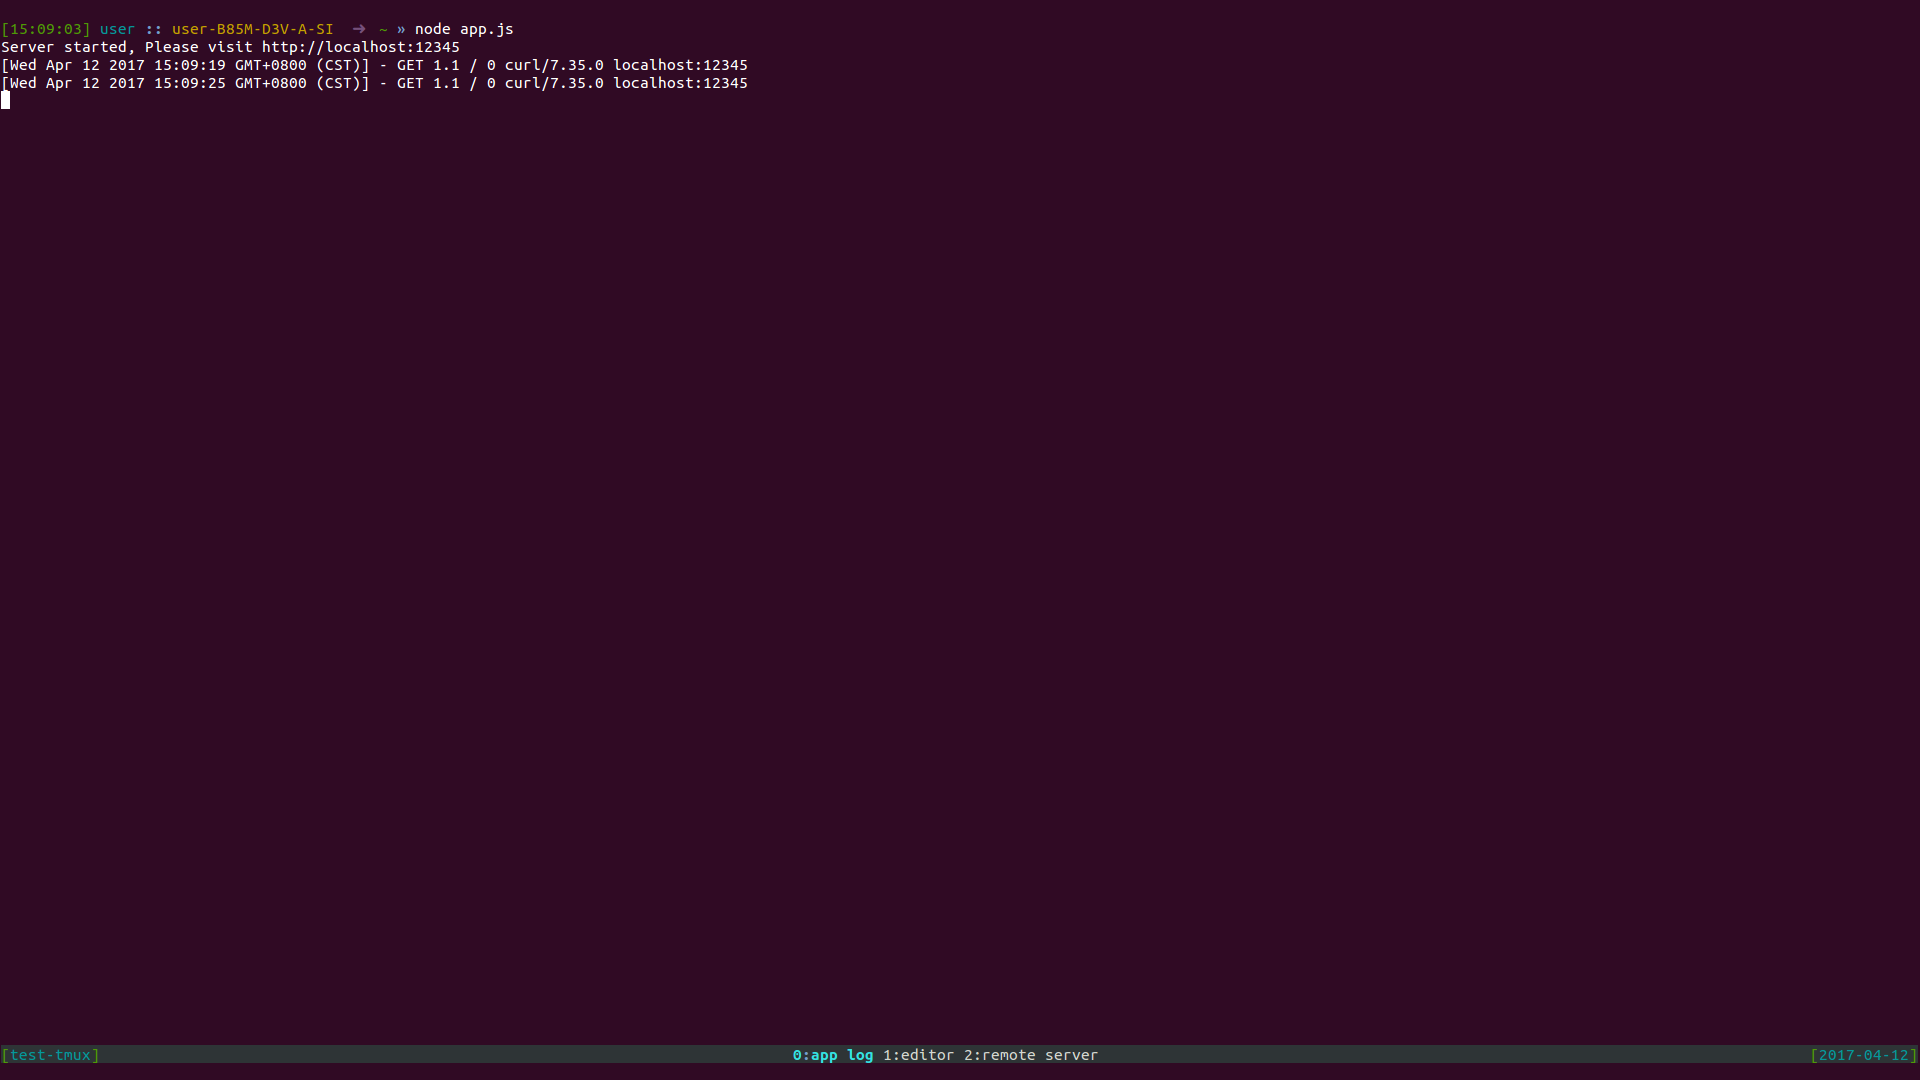 [15:09:03] user :: user-B85M-D3V-A-SI  ➜ ~ » node app.js
Server started, Please visit http://localhost:12345
[Wed Apr 12 2017 15:09:19 GMT+0800 (CST)] - GET 1.1 / 0 curl/7.35.0 localhost:12345
[Wed Apr 12 2017 15:09:25 GMT+0800 (CST)] - GET 1.1 / 0 curl/7.35.0 localhost:12345
[test-tmux] 0:app log 1:editor 2:remote server [2017-04-12]